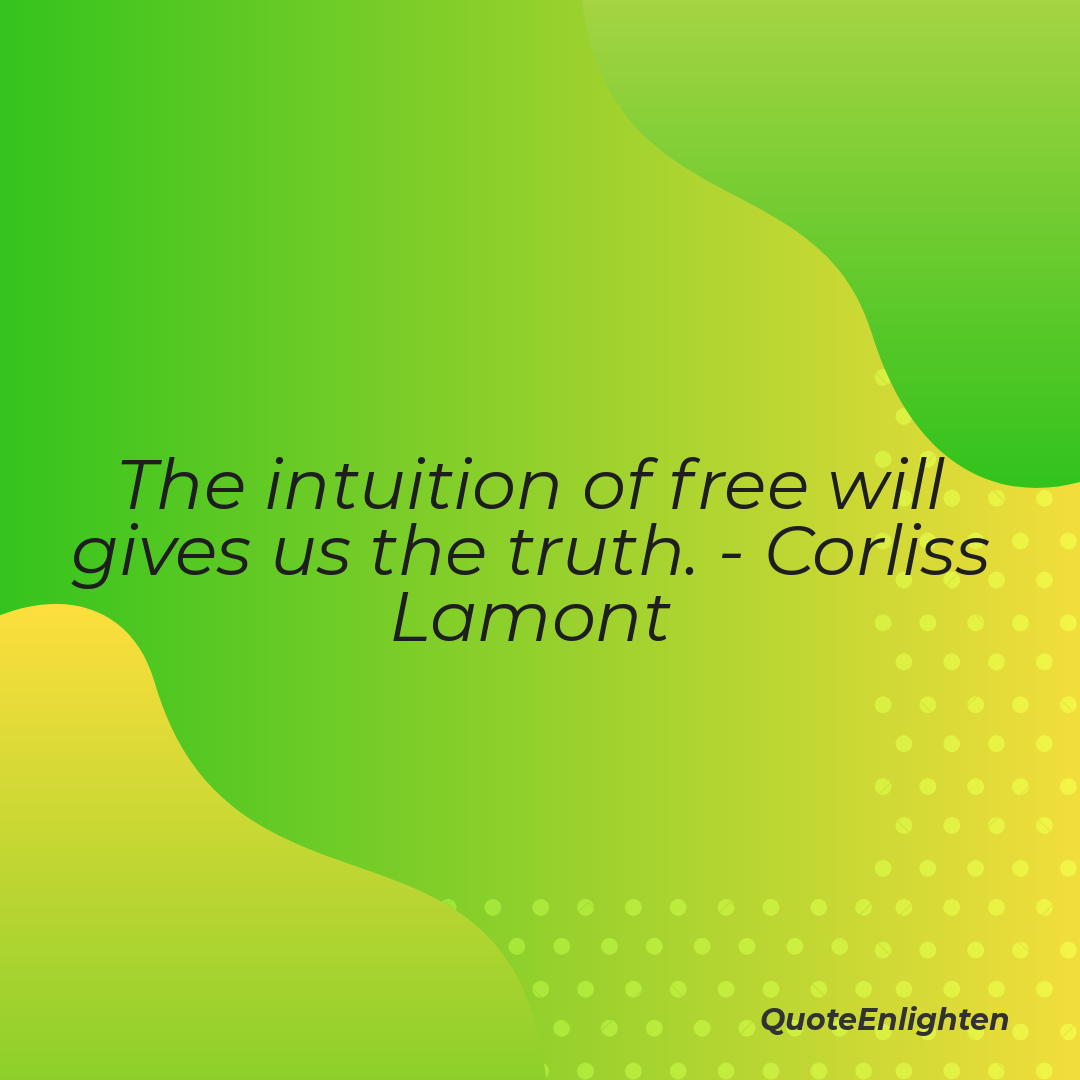 The intuition of free will
gives us the truth. - Corliss
Lamont
QuoteEnlighten